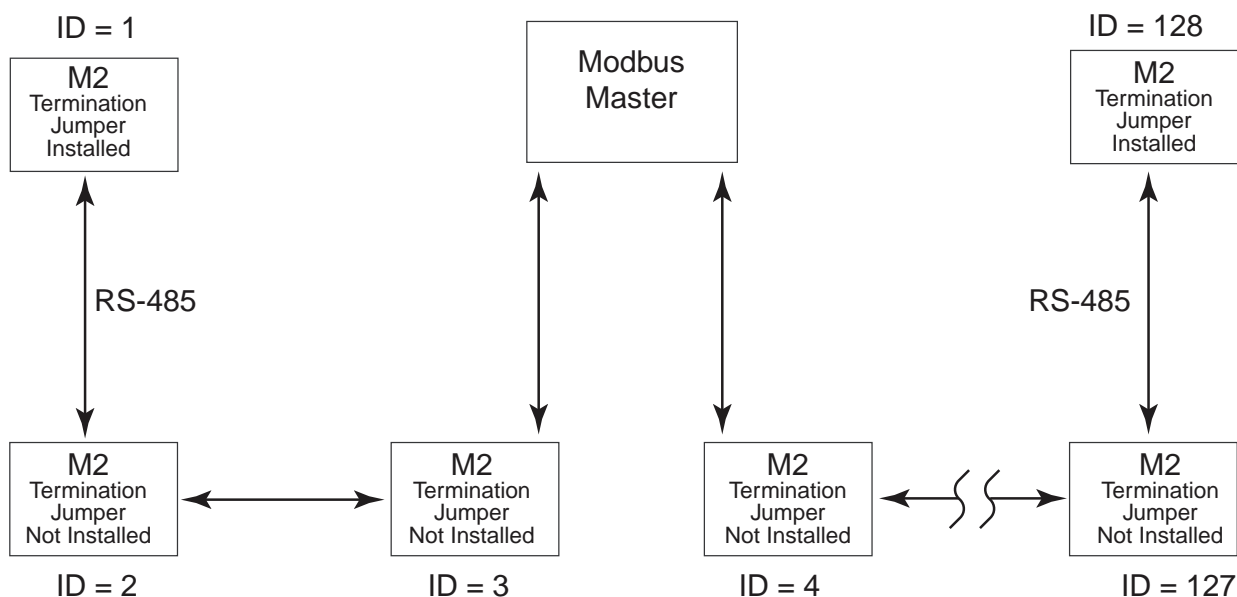 ID = 1
M2
Termination
Jumper
Installed
Modbus
Master
ID = 128
M2
Termination
Jumper
Installed
RS-485
RS-485
M2
Termination
Jumper
Not Installed
ID = 2
M2
Termination
Jumper
Not Installed
ID = 3
M2
Termination
Jumper
Not Installed
ID = 4
M2
Termination
Jumper
Not Installed
ID = 127